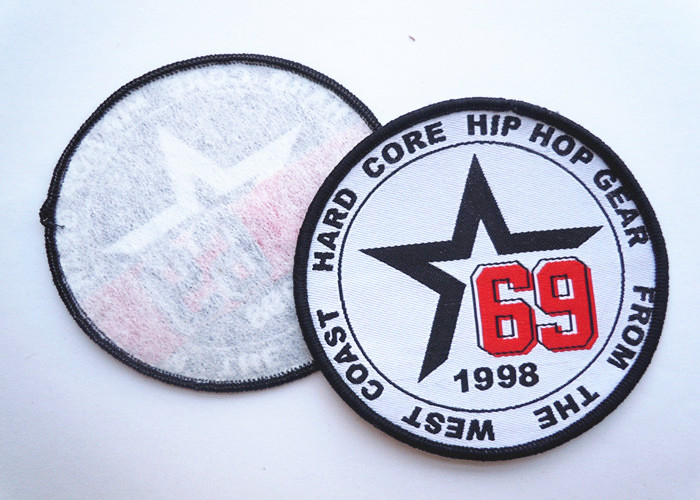 HARD CORE HIP HOP GEAR FROM THE WEST COAST
69
1998